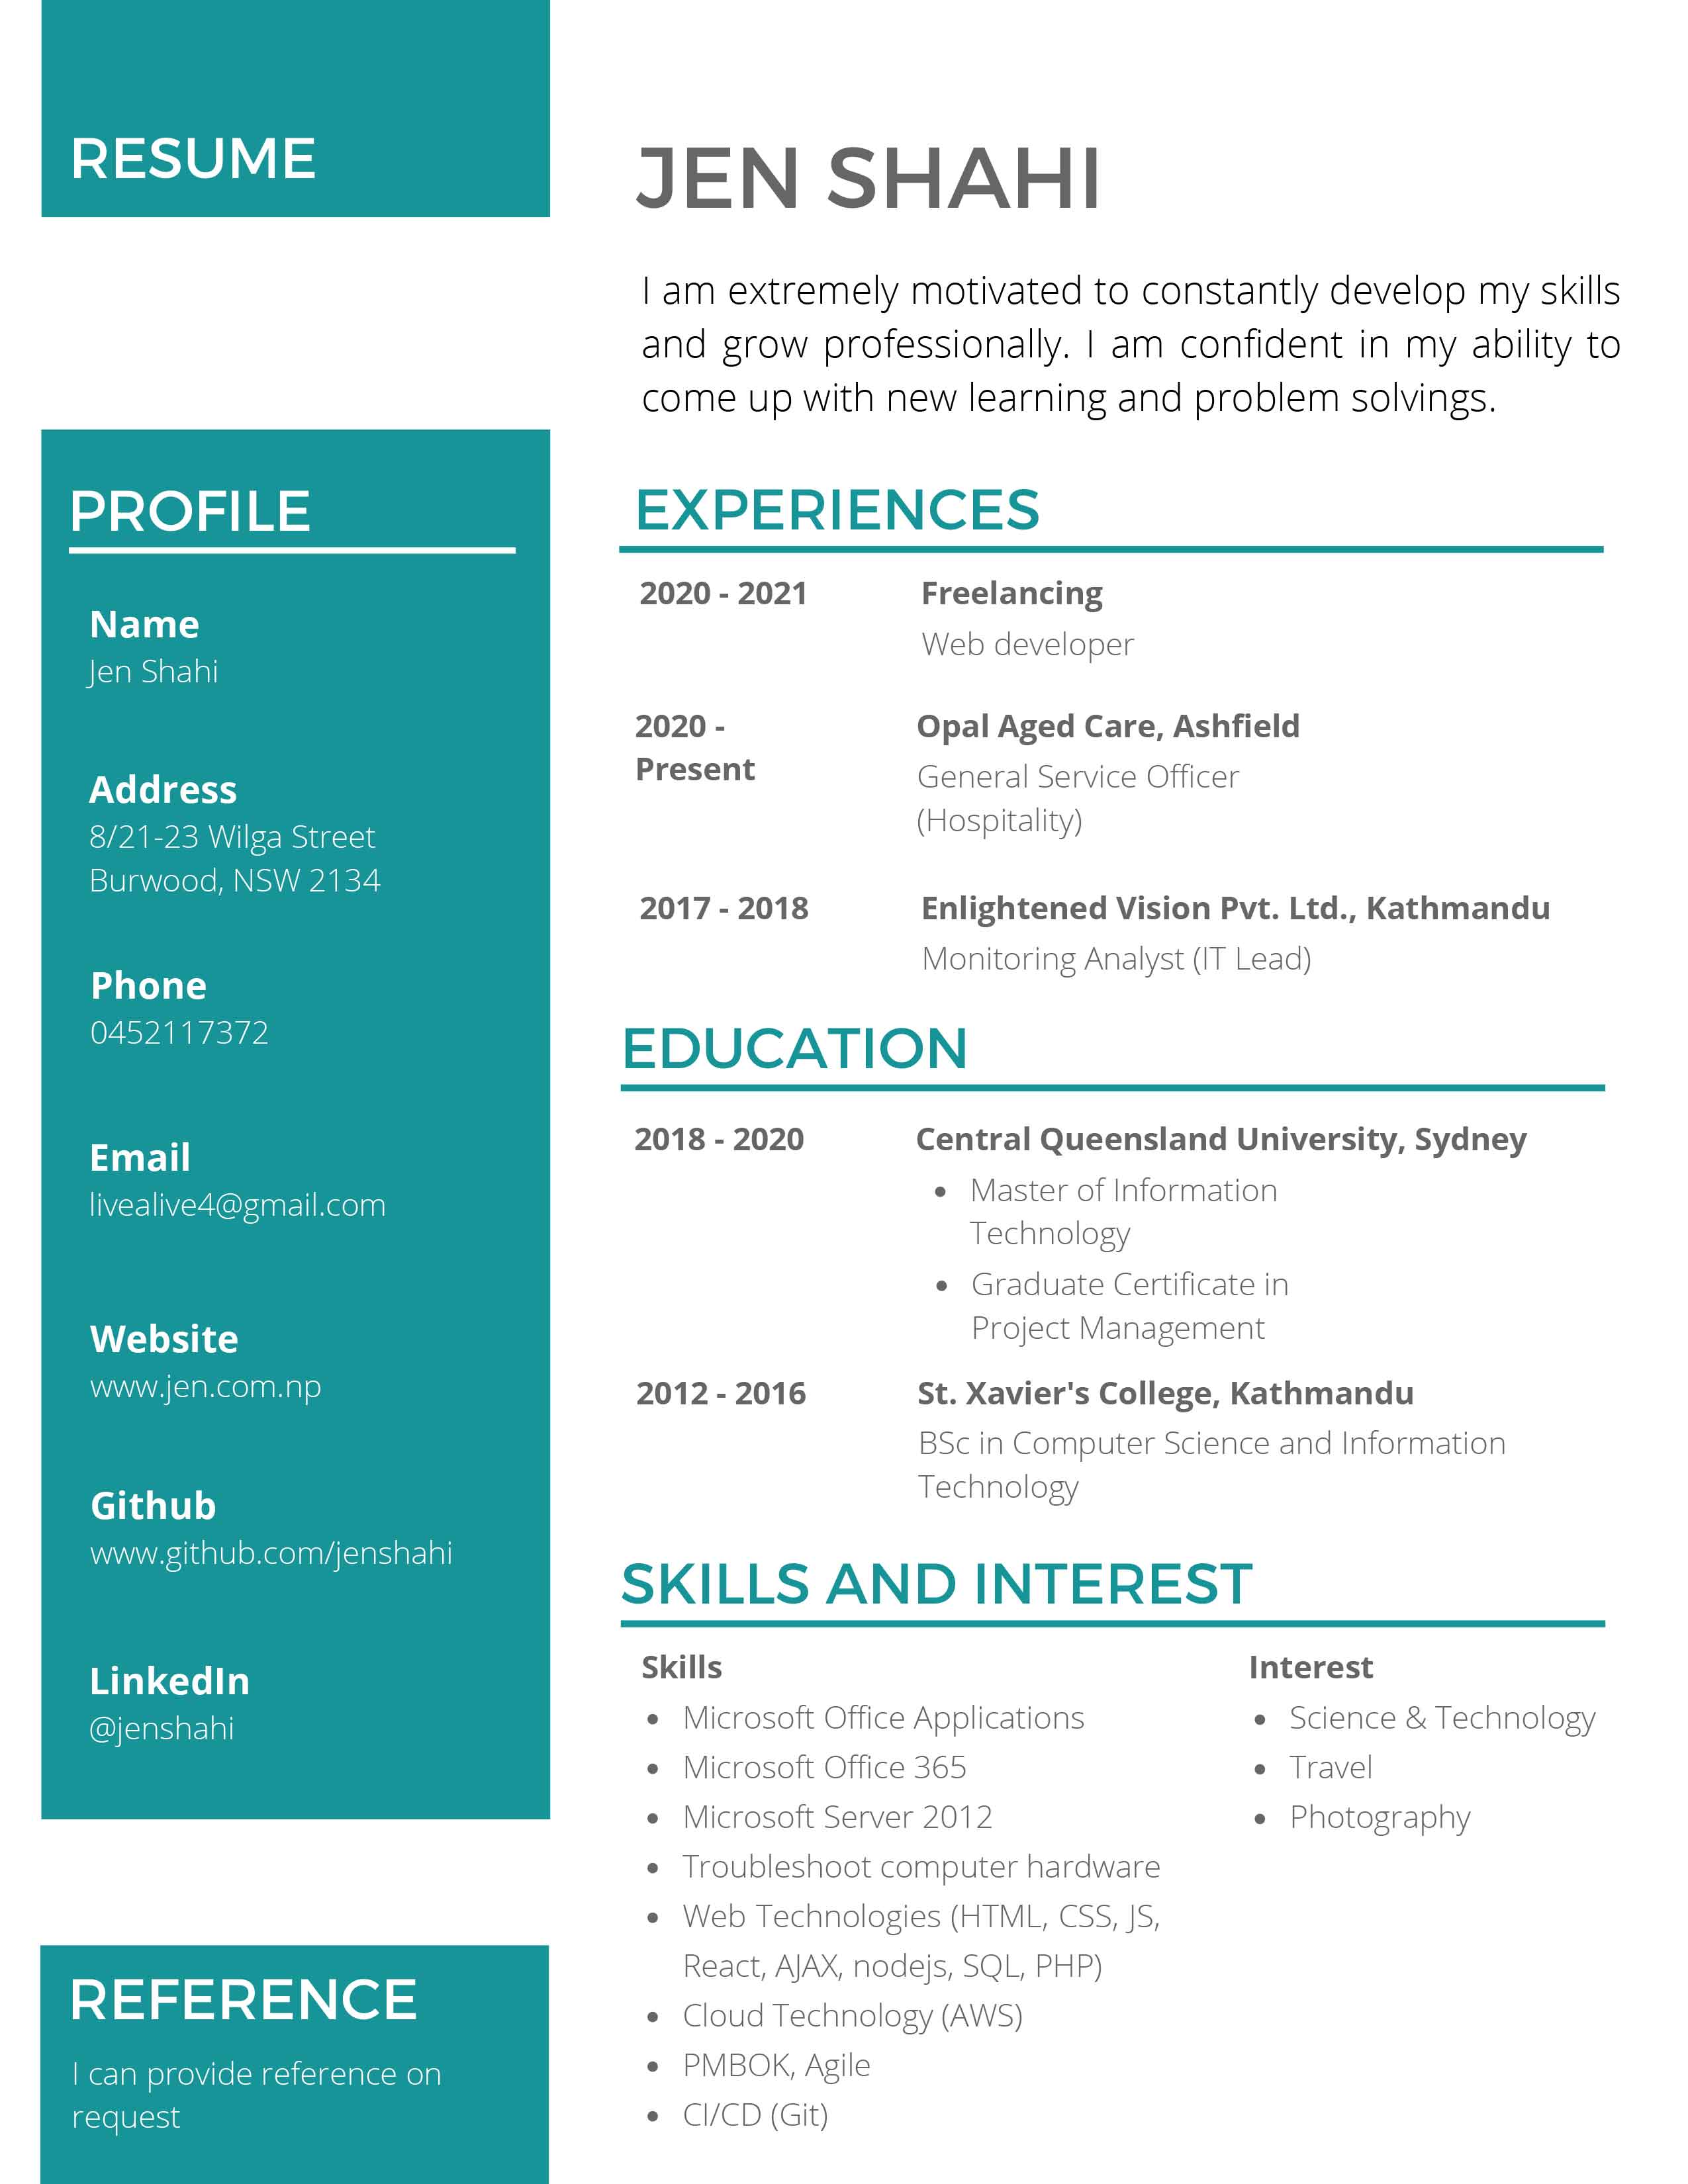 RESUME
PROFILE
Name
Jen Shahi
Address
8/21-23 Wilga Street
Burwood, NSW 2134
Phone
0452117372
Email
livealive4@gmail.com
Website
www.jen.com.np
Github
www.github.com/jenshahi
LinkedIn
@jenshahi
REFERENCE
I can provide reference on
request
JEN SHAHI
I am extremely motivated to constantly develop my skills
and grow professionally. I am confident in my ability to
come up with new learning and problem solvings.
EXPERIENCES
2020 - 2021
Freelancing
Web developer
2020 -
Present
Opal Aged Care, Ashfield
General Service Officer
(Hospitality)
2017 - 2018
Enlightened Vision Pvt. Ltd., Kathmandu
Monitoring Analyst (IT Lead)
EDUCATION
2018 - 2020
Central Queensland University, Sydney
• Master of Information
Technology
• Graduate Certificate in
Project Management
2012 - 2016
St. Xavier's College, Kathmandu
BSc in Computer Science and Information
Technology
SKILLS AND INTEREST
Skills
• Microsoft Office Applications
• Microsoft Office 365
• Microsoft Server 2012
• Troubleshoot computer hardware
• Web Technologies (HTML, CSS, JS,
React, AJAX, nodejs, SQL, PHP)
• Cloud Technology (AWS)
• PMBOK, Agile
• CI/CD (Git)
Interest
• Science & Technology
• Travel
• Photography